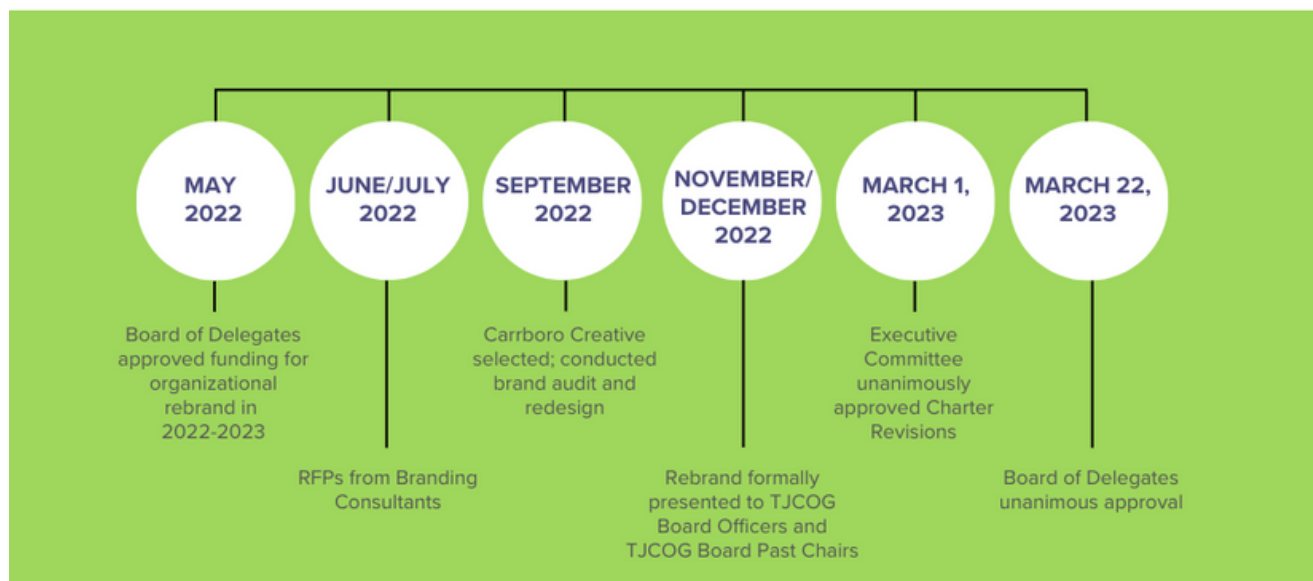 MAY
2022
JUNE/JULY
2022
SEPTEMBER
2022
NOVEMBER/
DECEMBER
2022
MARCH 1,
2023
MARCH 22,
2023
Board of Delegates
approved funding for
organizational
rebrand in
2022-2023
RFPs from Branding
Consultants
Carrboro Creative
selected; conducted
brand audit and
redesign
Rebrand formally
presented to TJCOG
Board Officers and
TJCOG Board Past Chairs
Executive
Committee
unanimously
approved Charter
Revisions
Board of Delegates
unanimous approval